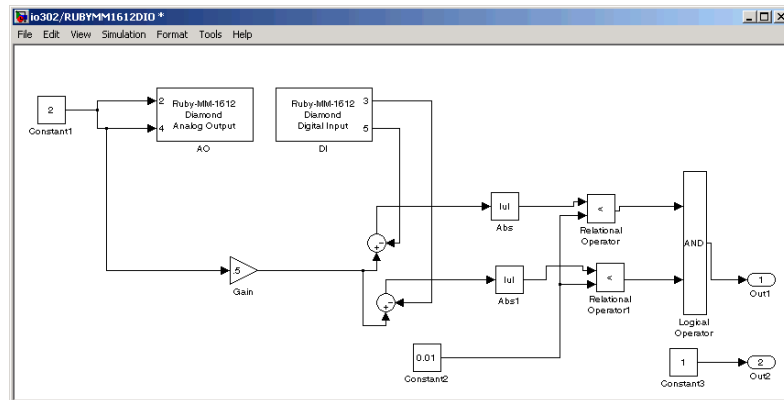 io302/RUBYMM1612DIO *
File Edit View Simulation Format Tools Help
2
Constant1
2
4
Ruby-MM-1612
Diamond
Analog Output
AO
Ruby-MM-1612
Diamond
Digital Input
3
5
DI
.5
Gain
+
-
+
-
|u|
Abs
|u|
Abs1
<
Relational
Operator
<
Relational
Operator1
AND
Logical
Operator
1
Out1
0.01
Constant2
1
Constant3
2
Out2